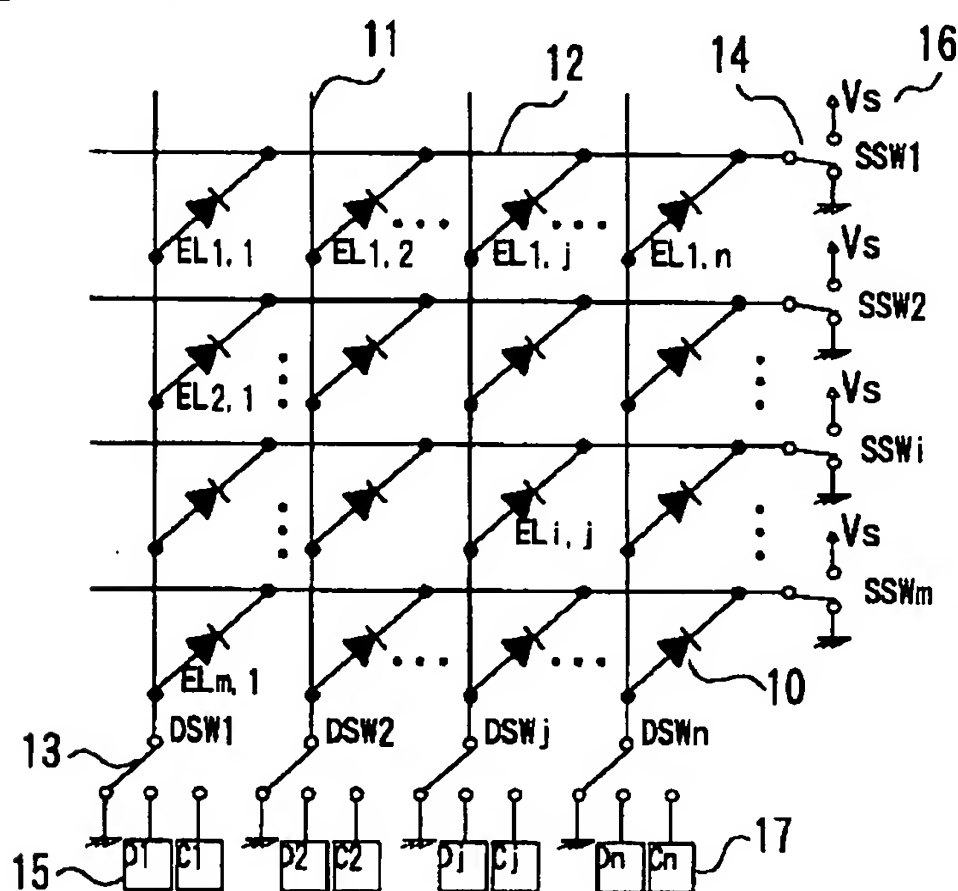 11
12
14
16
Vs
SSW1
EL1,1
EL1,2
EL1,j
EL1,n
Vs
SSW2
EL2,1
Vs
SSWi
ELi,j
Vs
SSWm
ELm,1
10
DSW1
DSW2
DSWj
DSWn
13
15
D1
C1
D2
C2
Dj
Cj
Dn
Cn
17